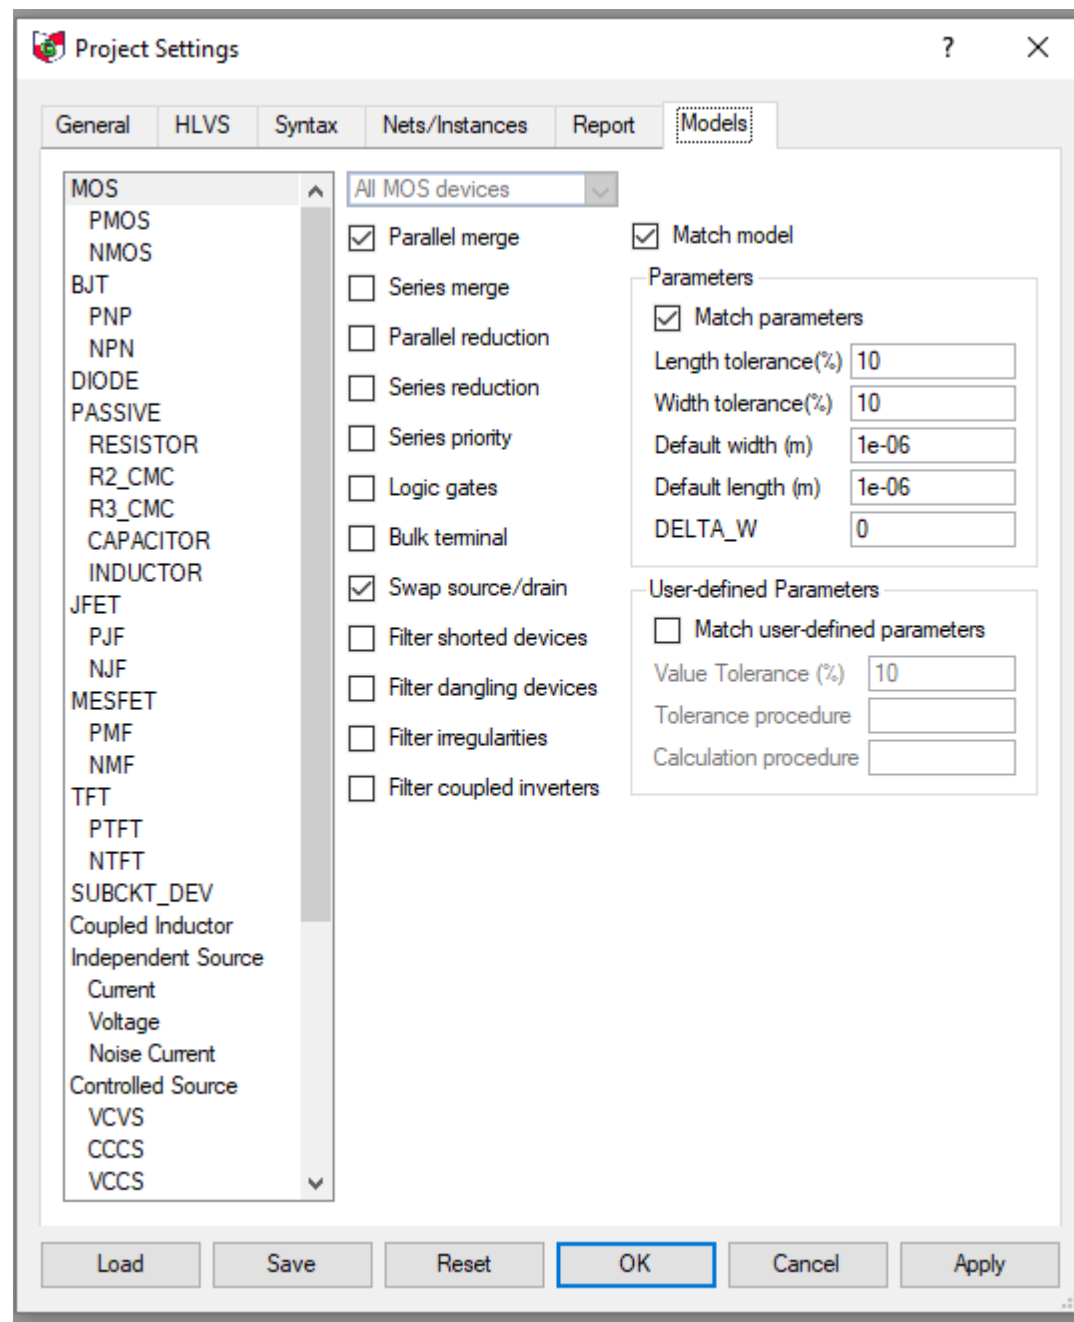 Project Settings
?
General HLVS Syntax Nets/Instances Report Models
MOS
PMOS
NMOS
BJT
PNP
NPN
DIODE
PASSIVE
RESISTOR
R2_CMC
R3_CMC
CAPACITOR
INDUCTOR
JFET
PJF
NJF
MESFET
PMF
NMF
TFT
PTFT
NTFT
SUBCKT_DEV
Coupled Inductor
Independent Source
Current
Voltage
Noise Current
Controlled Source
VCVS
CCCS
VCCS
All MOS devices
Parallel merge
Series merge
Parallel reduction
Series reduction
Series priority
Logic gates
Bulk terminal
Swap source/drain
Filter shorted devices
Filter dangling devices
Filter irregularities
Filter coupled inverters
Match model
Parameters
Match parameters
Length tolerance(%) 10
Width tolerance(%) 10
Default width (m) 1e-06
Default length (m) 1e-06
DELTA_W 0
User-defined Parameters
Match user-defined parameters
Value Tolerance (%) 10
Tolerance procedure
Calculation procedure
Load Save Reset OK Cancel Apply